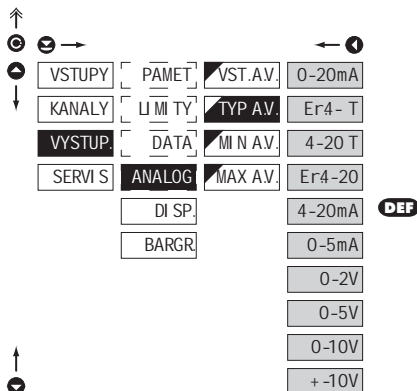 VSTUPY PAMET VST.A.V. 0-20mA
KANALY LIMITY TYP A.V. Er4- T
VYSTUP. DATA MIN A.V. 4-20 T
SERVIS ANALOG MAX A.V. Er4-20
DISP. 4-20mA DEF
BARGR. 0-5mA
0-2V
0-5V
0-10V
+-10V